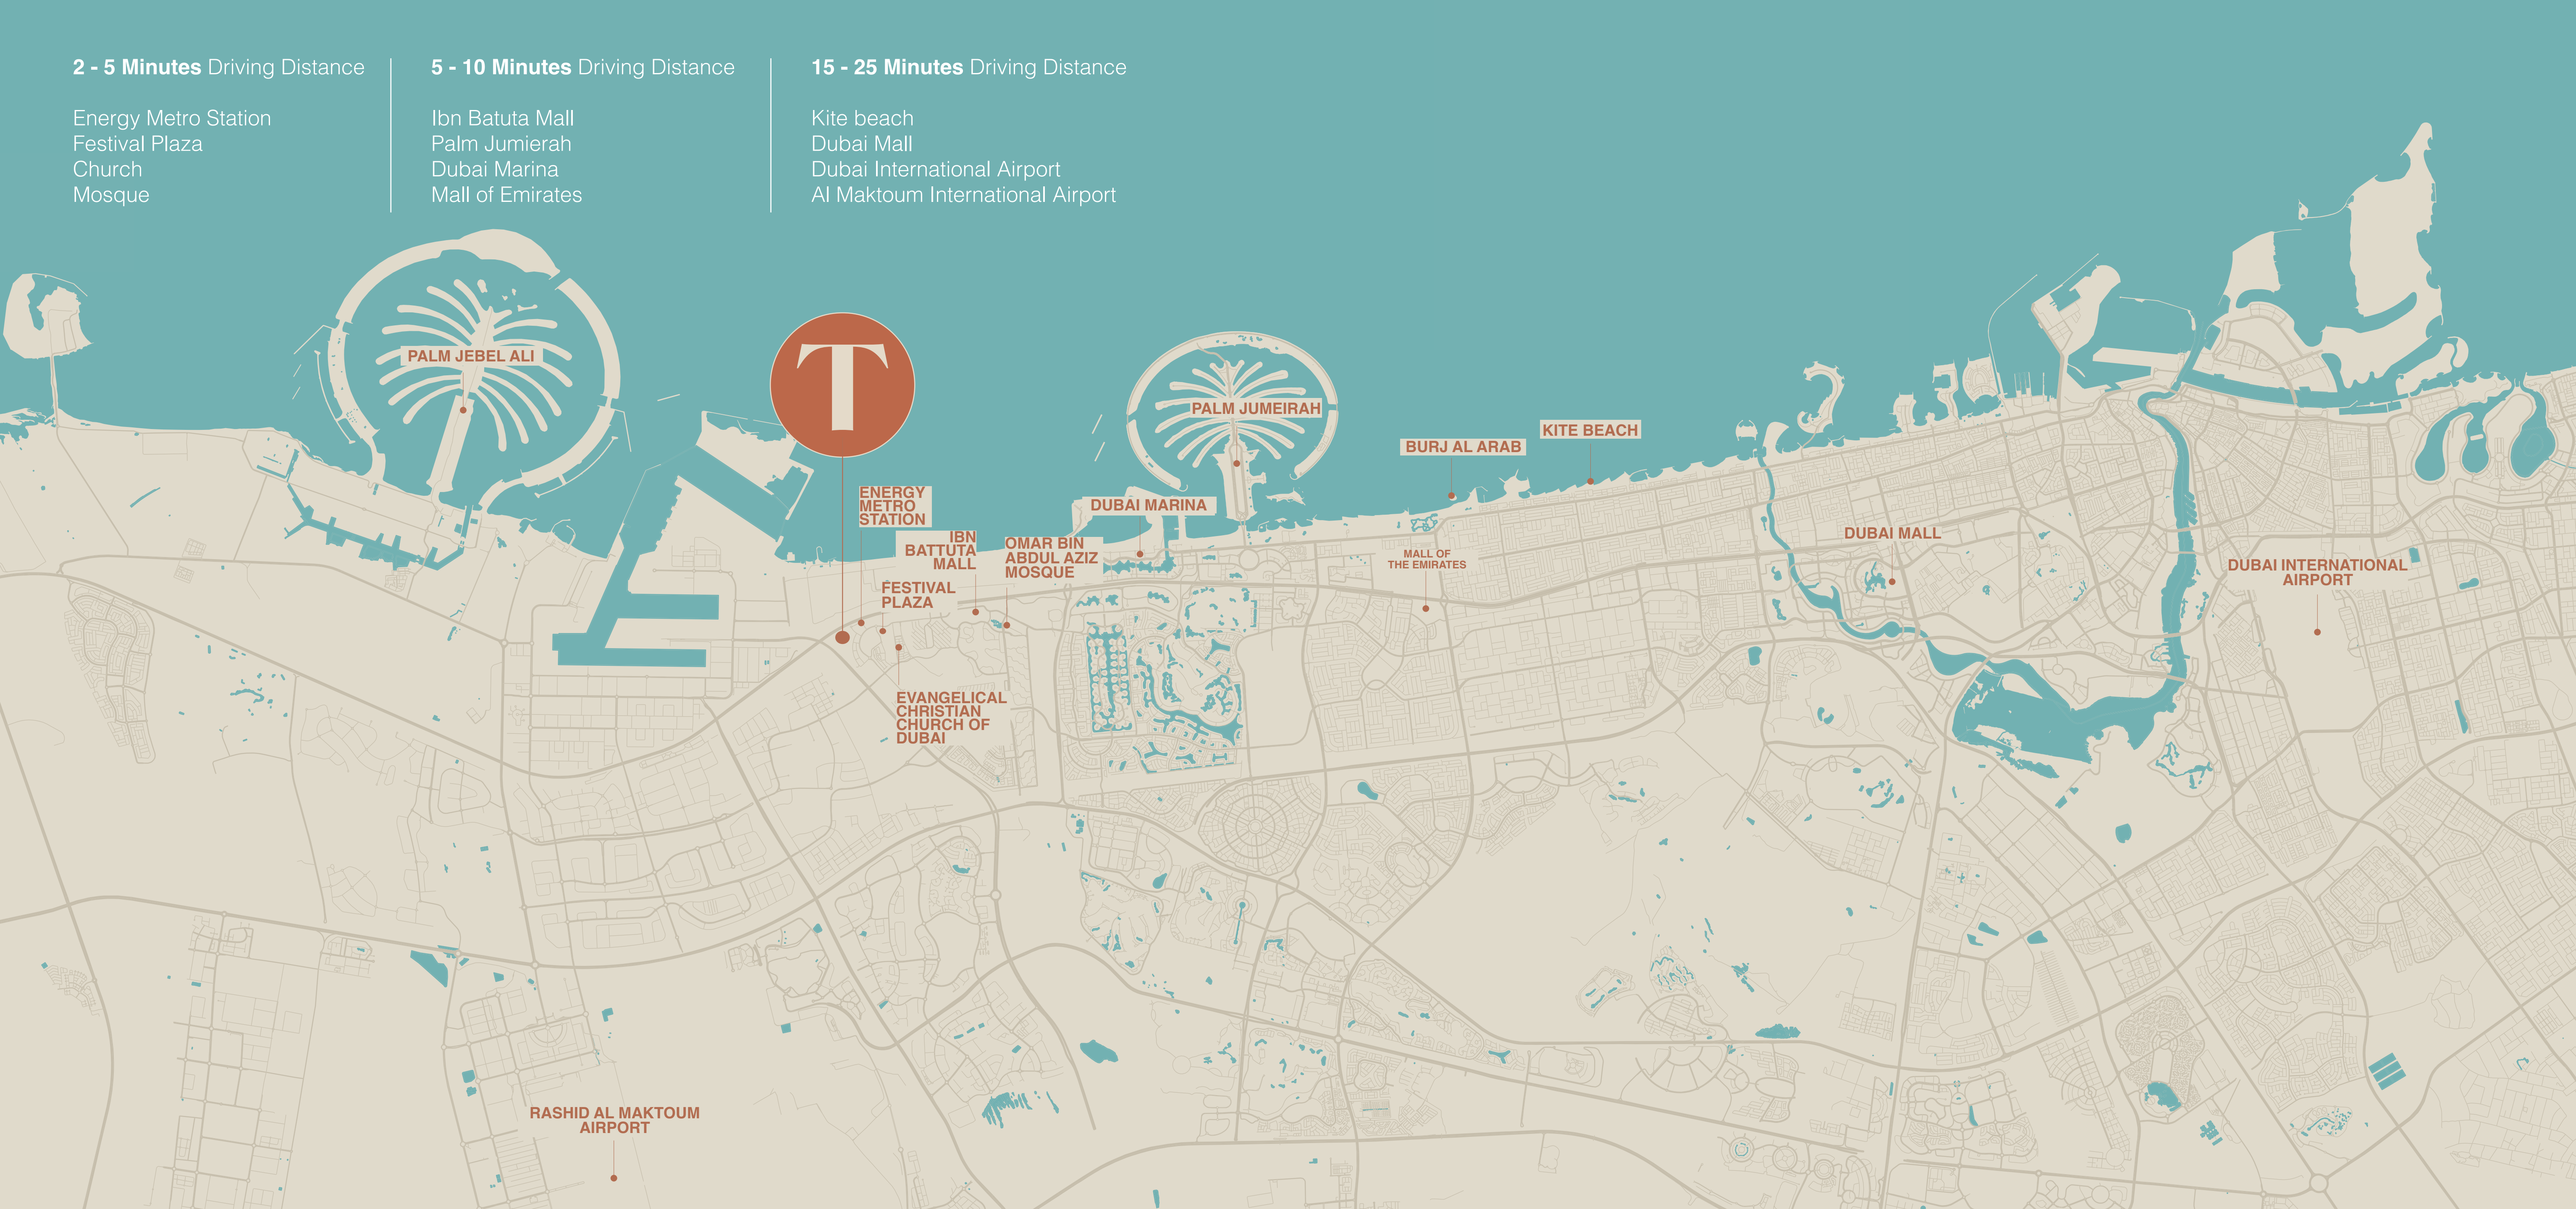 2 - 5 Minutes Driving Distance
Energy Metro Station
Festival Plaza
Church
Mosque
5 - 10 Minutes Driving Distance
Ibn Batuta Mall
Palm Jumierah
Dubai Marina
Mall of Emirates
15 - 25 Minutes Driving Distance
Kite beach
Dubai Mall
Dubai International Airport
Al Maktoum International Airport
PALM JEBEL ALI
T
PALM JUMEIRAH
KITE BEACH
BURJ AL ARAB
ENERGY
METRO
STATION
DUBAI MARINA
IBN
BATTUTA
MALL
OMAR BIN
ABDUL AZIZ
MOSQUE
DUBAI MALL
MALL OF
THE EMIRATES
DUBAI INTERNATIONAL
AIRPORT
FESTIVAL
PLAZA
EVANGELICAL
CHRISTIAN
CHURCH OF
DUBAI
RASHID AL MAKTOUM
AIRPORT